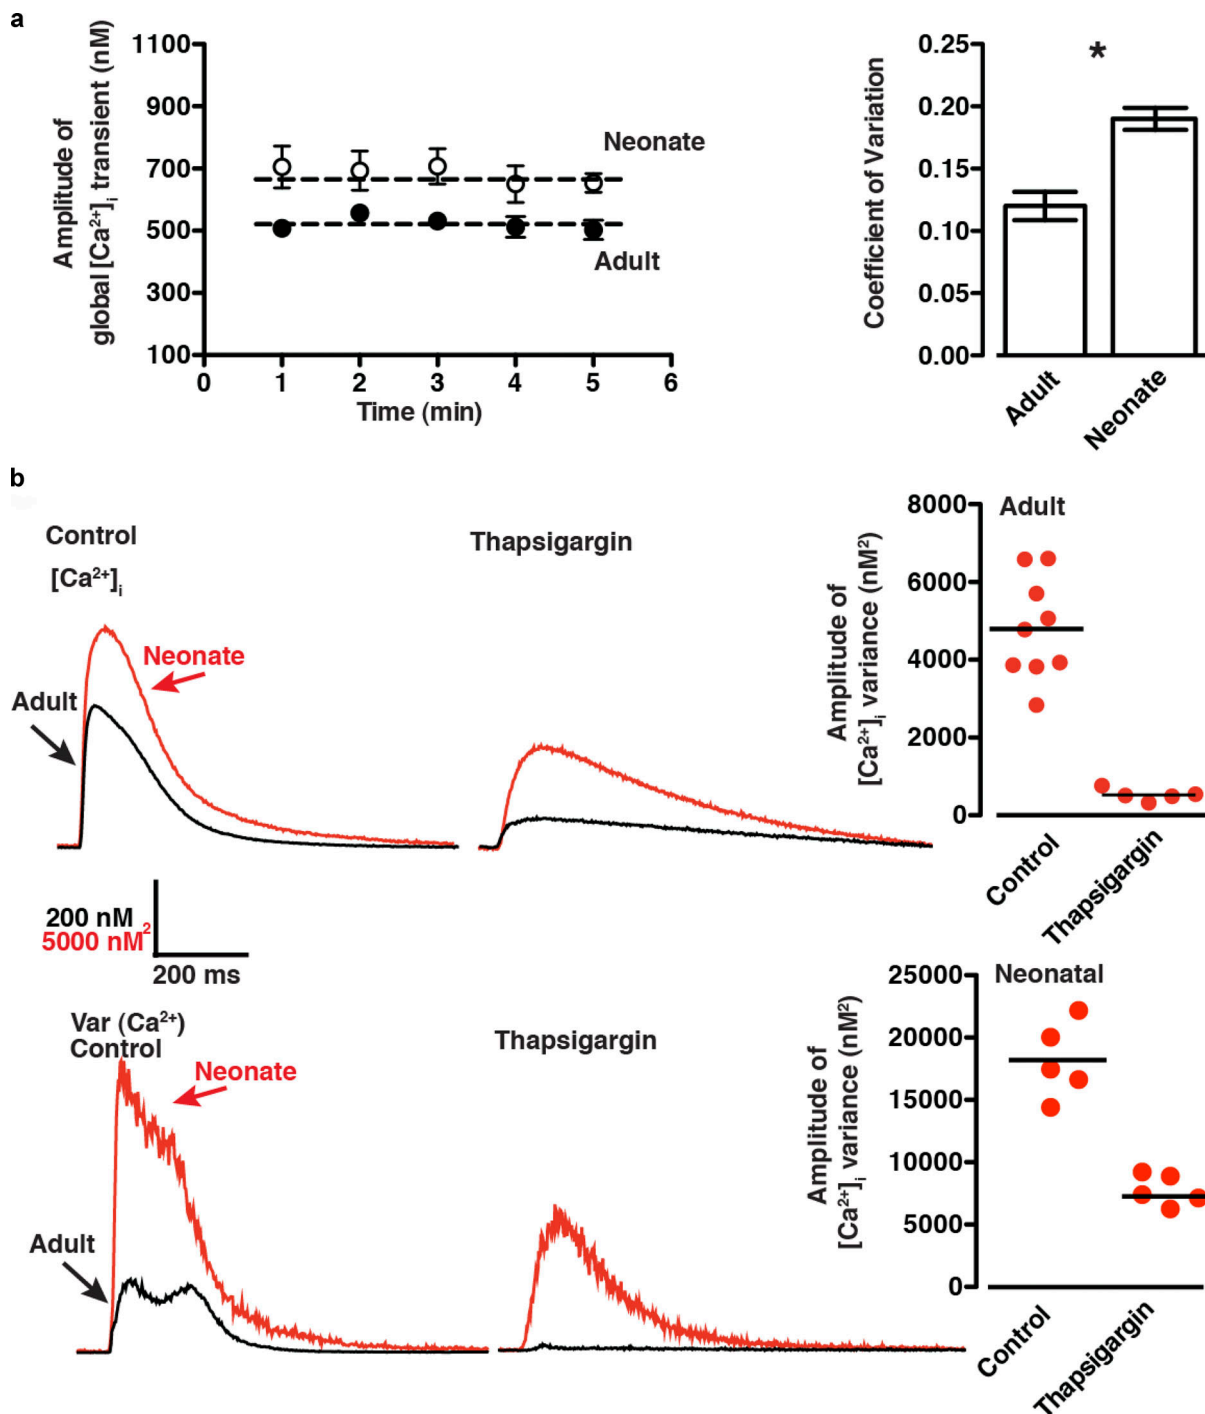 a
Amplitude of
global [Ca²⁺]ᵢ transient (nM)
1100
900
700
500
300
100
0 1 2 3 4 5 6
Time (min)
Neonate
Adult
Coefficient of Variation
0.25
0.20
0.15
0.10
0.05
0.00
*
Adult
Neonate
b
Control
[Ca²⁺]ᵢ
Neonate
Adult
Thapsigargin
Amplitude of
[Ca²⁺]ᵢ variance (nM²)
8000
6000
4000
2000
0
Adult
Control
Thapsigargin
200 nM
5000 nM²
200 ms
Var (Ca²⁺)
Control
Neonate
Adult
Thapsigargin
Amplitude of
[Ca²⁺]ᵢ variance (nM²)
25000
20000
15000
10000
5000
0
Neonatal
Control
Thapsigargin